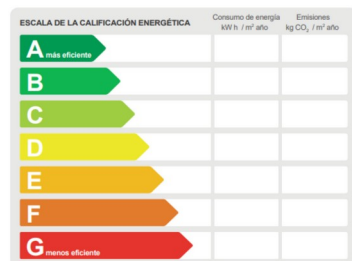 ESCALA DE LA CALIFICACIÓN ENERGÉTICA
Consumo de energía
kW h / m² año
Emisiones
kg CO₂ / m² año
A más eficiente
B
C
D
E
F
G menos eficiente